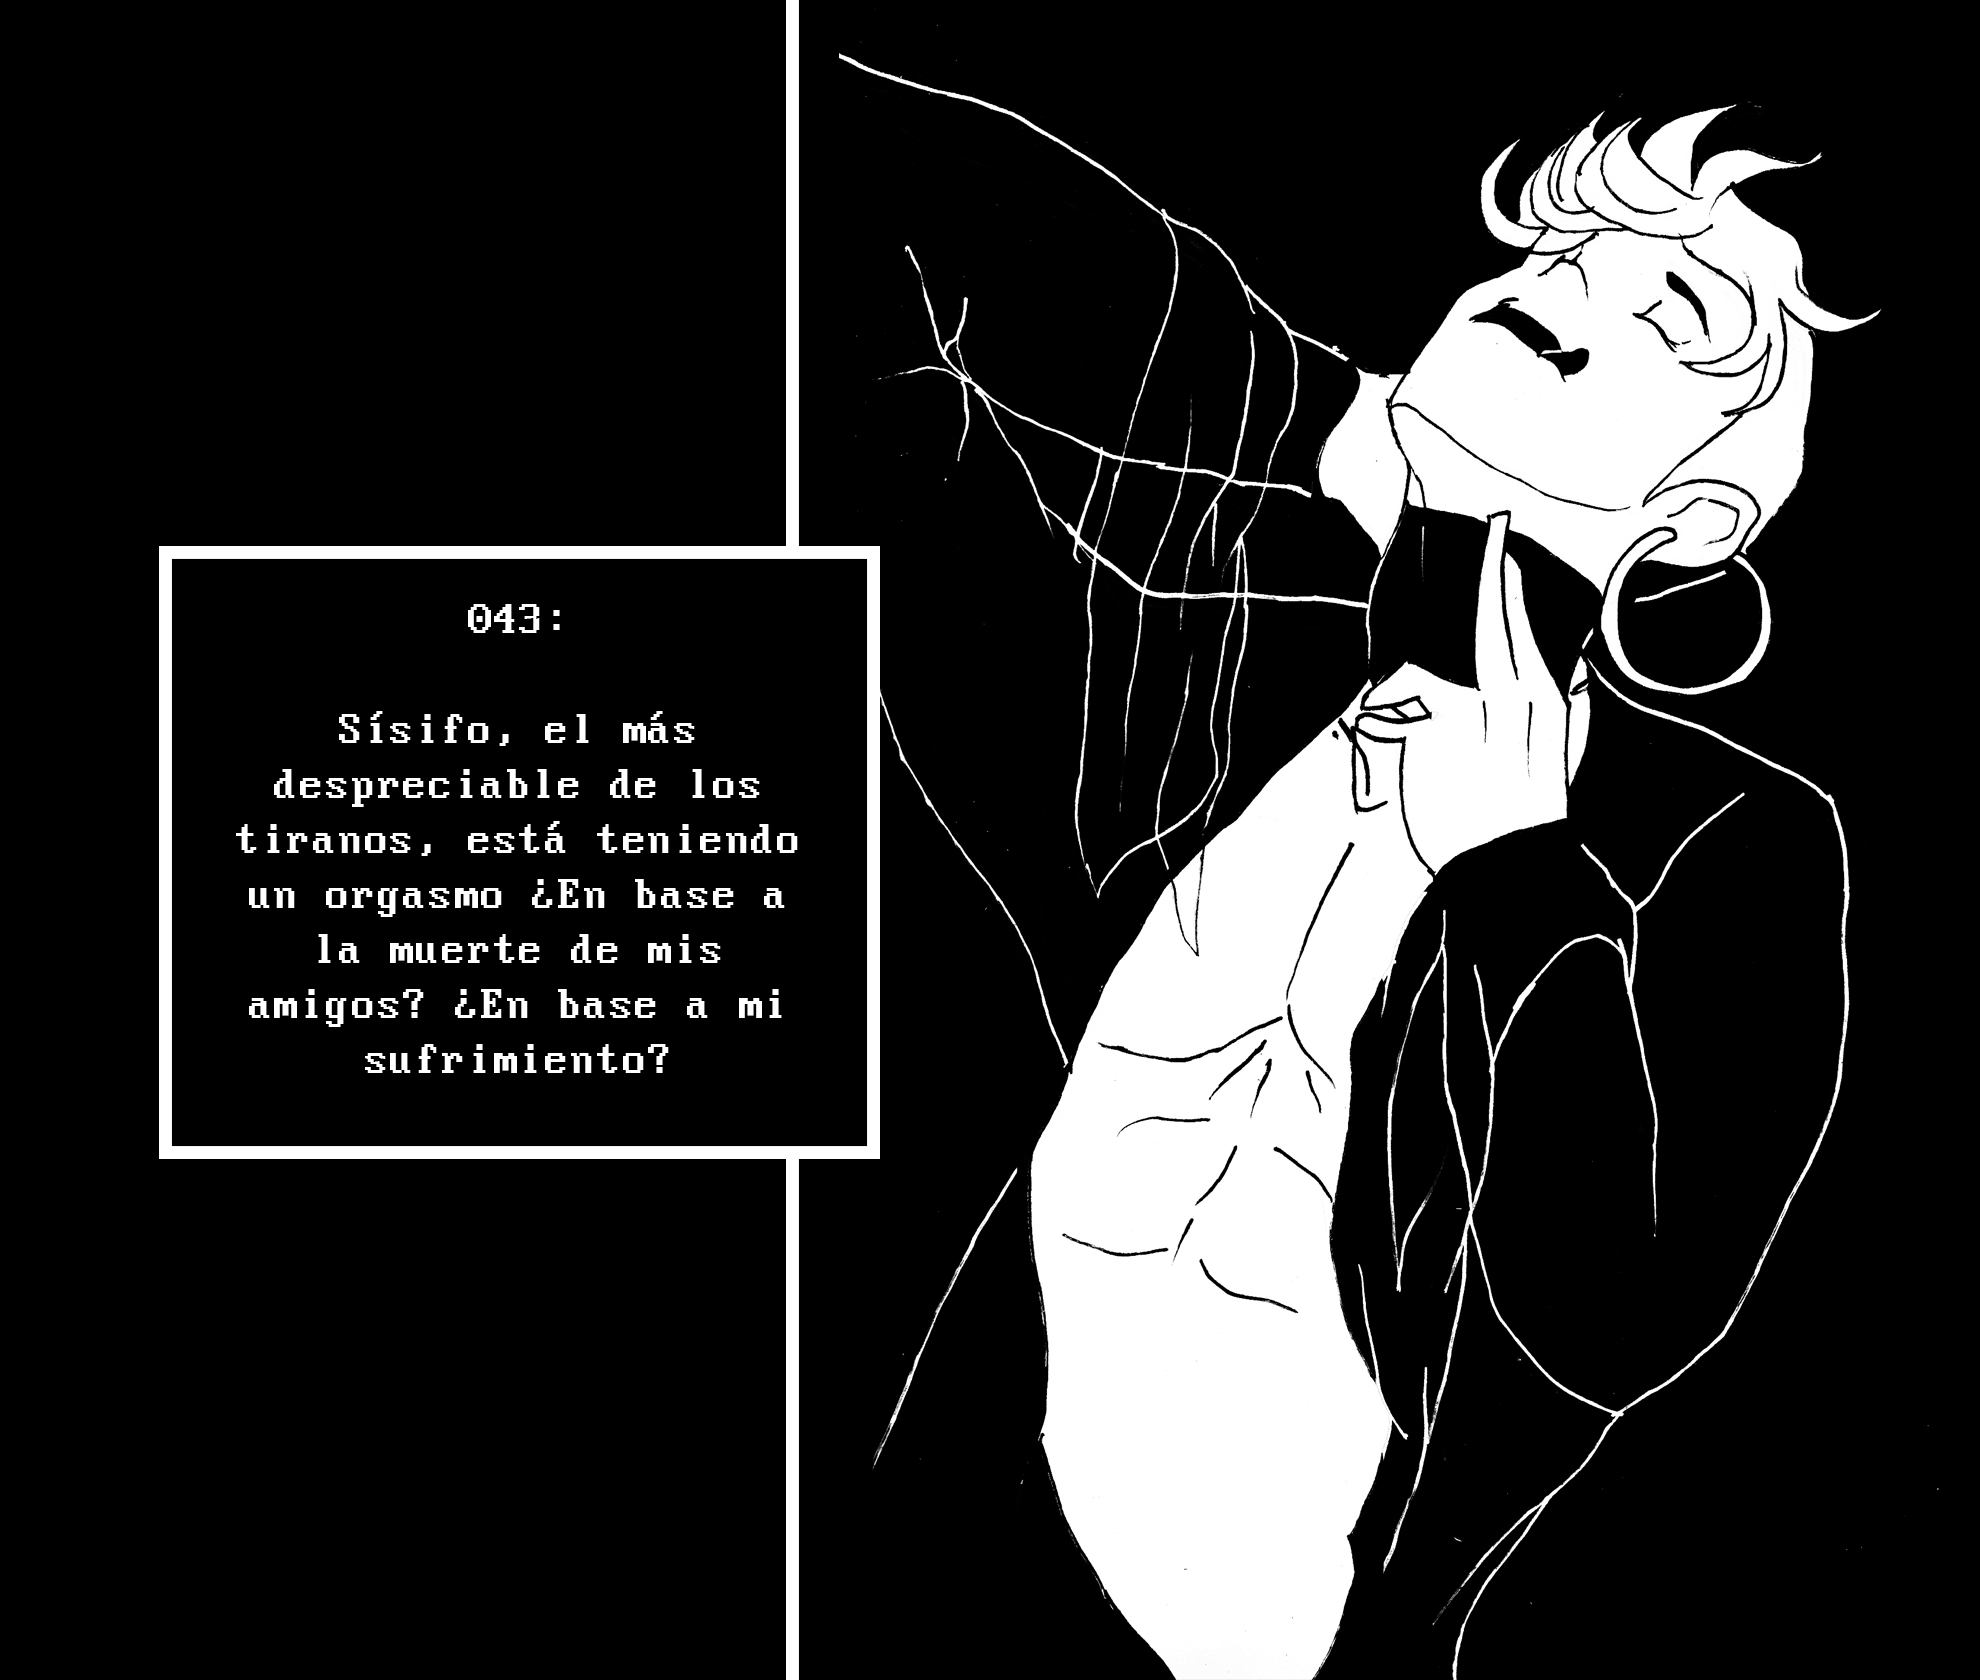 043:
Sísifo, el más
despreciable de los
tiranos, está teniendo
un orgasmo ¿En base a
la muerte de mis
amigos? ¿En base a mi
sufrimiento?